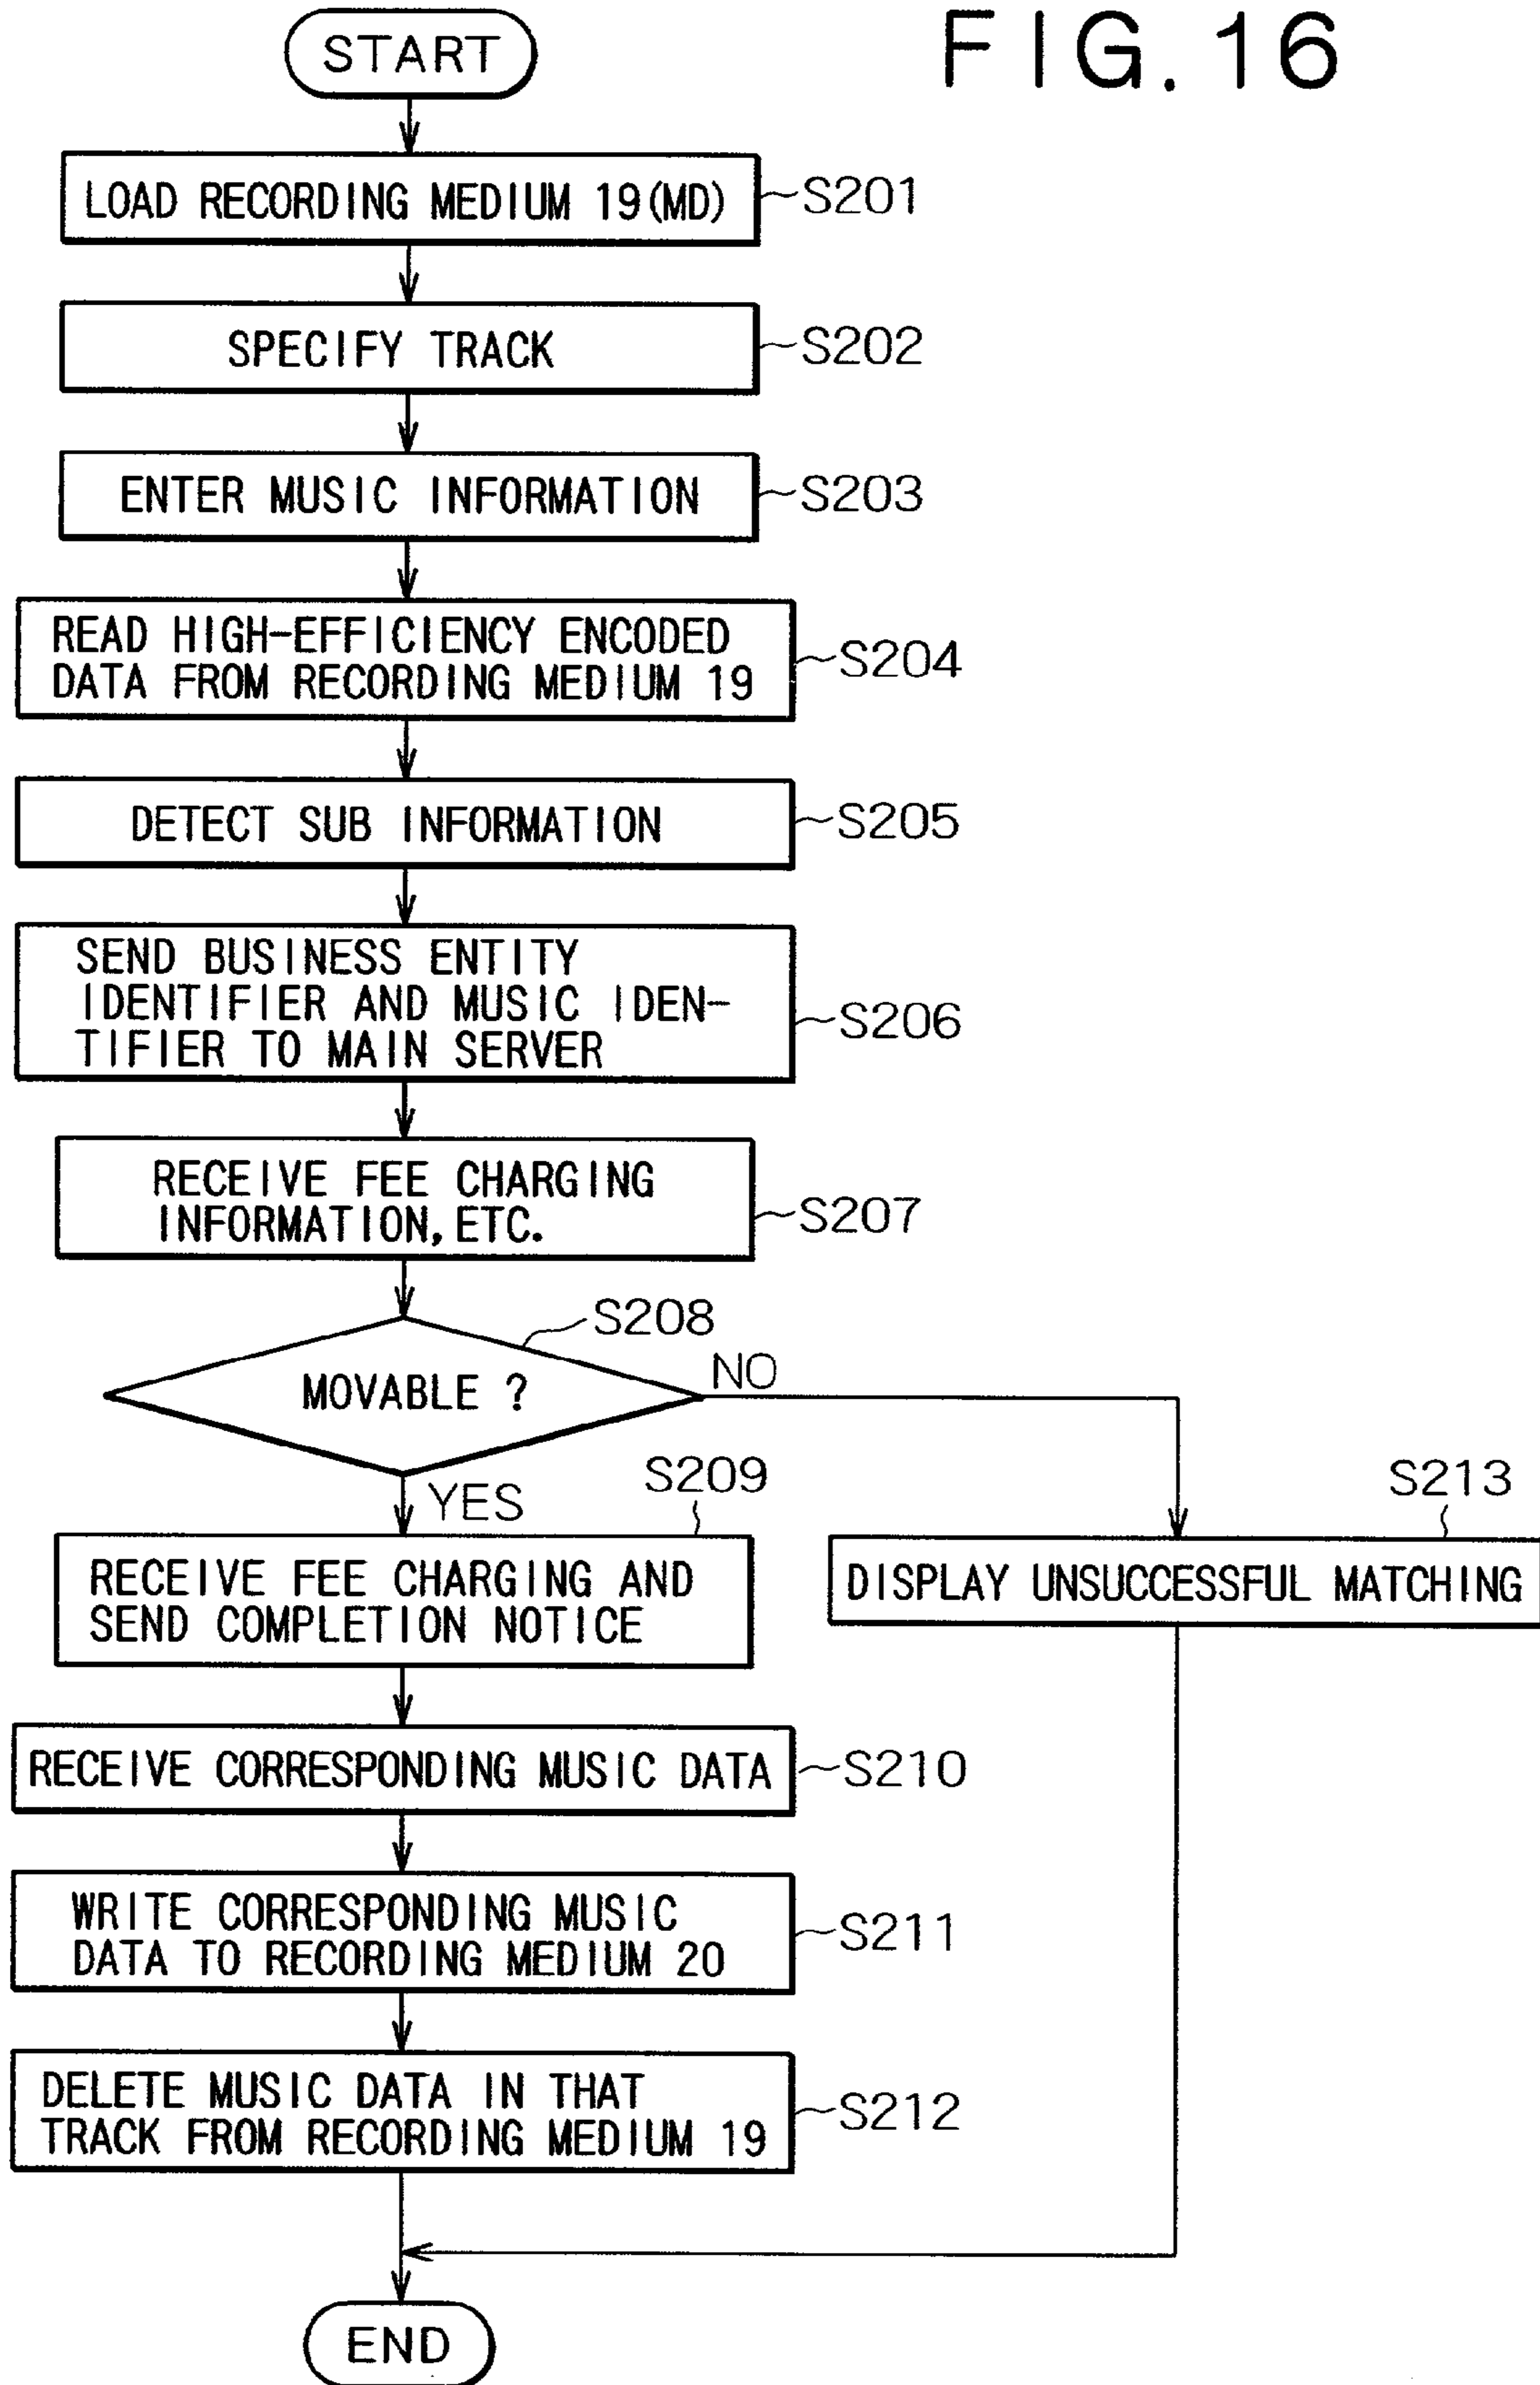 FIG. 16
START
LOAD RECORDING MEDIUM 19(MD)
S201
SPECIFY TRACK
S202
ENTER MUSIC INFORMATION
S203
READ HIGH-EFFICIENCY ENCODED
DATA FROM RECORDING MEDIUM 19
S204
DETECT SUB INFORMATION
S205
SEND BUSINESS ENTITY
IDENTIFIER AND MUSIC IDEN-
TIFIER TO MAIN SERVER
S206
RECEIVE FEE CHARGING
INFORMATION, ETC.
S207
S208
MOVABLE ?
NO
YES
S209
RECEIVE FEE CHARGING AND
SEND COMPLETION NOTICE
S213
DISPLAY UNSUCCESSFUL MATCHING
RECEIVE CORRESPONDING MUSIC DATA
S210
WRITE CORRESPONDING MUSIC
DATA TO RECORDING MEDIUM 20
S211
DELETE MUSIC DATA IN THAT
TRACK FROM RECORDING MEDIUM 19
S212
END